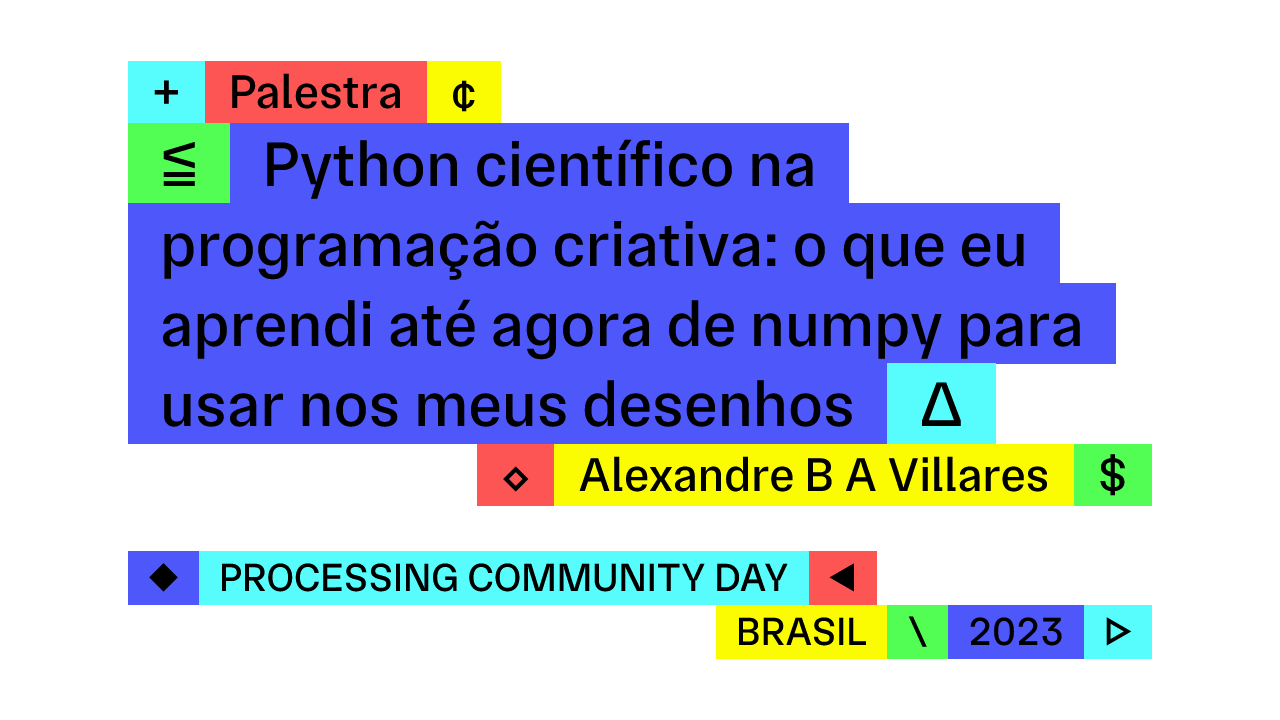 + Palestra ¢
≦ Python científico na
programação criativa: o que eu
aprendi até agora de numpy para
usar nos meus desenhos Δ
⋄ Alexandre B A Villares $
◆ PROCESSING COMMUNITY DAY ◀
BRASIL \ 2023 ▷